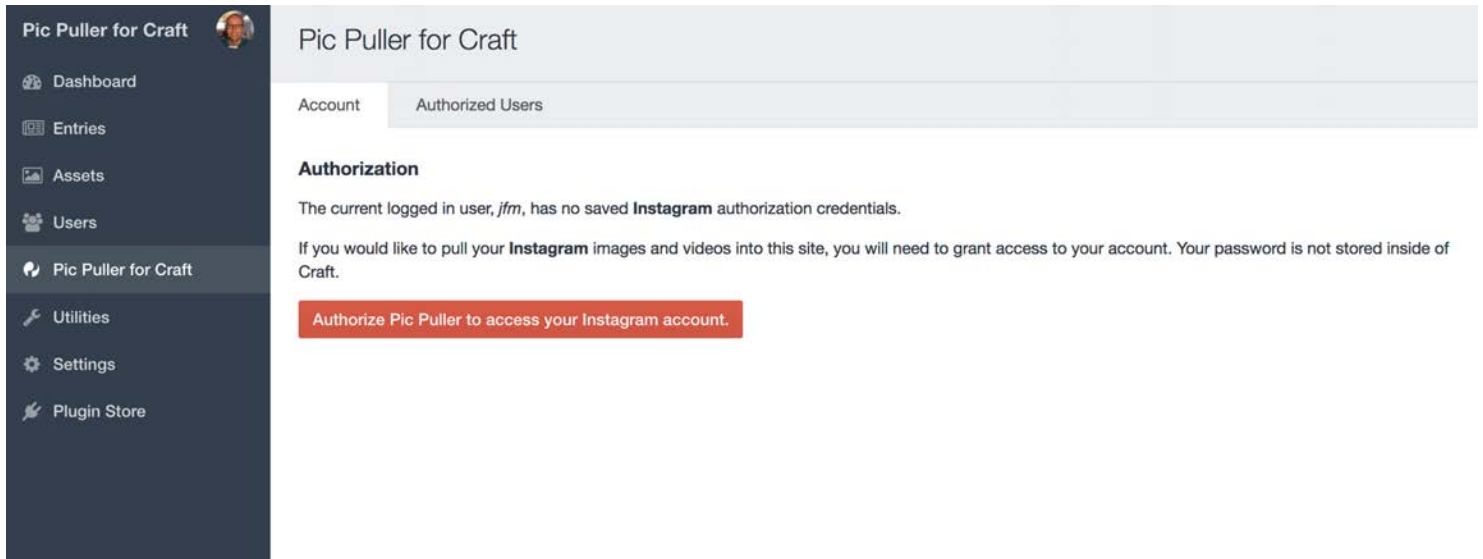 Pic Puller for Craft
Dashboard
Entries
Assets
Users
Pic Puller for Craft
Utilities
Settings
Plugin Store
Pic Puller for Craft
Account
Authorized Users
Authorization
The current logged in user, jfm, has no saved Instagram authorization credentials.
If you would like to pull your Instagram images and videos into this site, you will need to grant access to your account. Your password is not stored inside of
Craft.
Authorize Pic Puller to access your Instagram account.